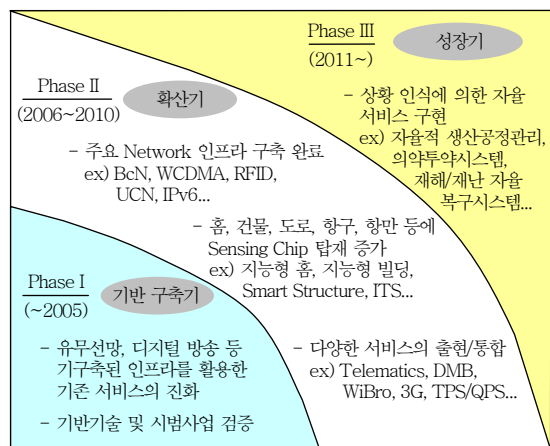 Phase III
(2011~)
성장기
- 상황 인식에 의한 자율
서비스 구현
ex) 자율적 생산공정관리,
의약투약시스템,
재해/재난 자율
복구시스템...
Phase II
(2006~2010)
확산기
- 주요 Network 인프라 구축 완료
ex) BcN, WCDMA, RFID,
UCN, IPv6...
- 홈, 건물, 도로, 항구, 항만 등에
Sensing Chip 탑재 증가
ex) 지능형 홈, 지능형 빌딩,
Smart Structure, ITS...
- 다양한 서비스의 출현/통합
ex) Telematics, DMB,
WiBro, 3G, TPS/QPS...
Phase I
(~2005)
기반 구축기
- 유무선망, 디지털 방송 등
기구축된 인프라를 활용한
기존 서비스의 진화
- 기반기술 및 시범사업 검증